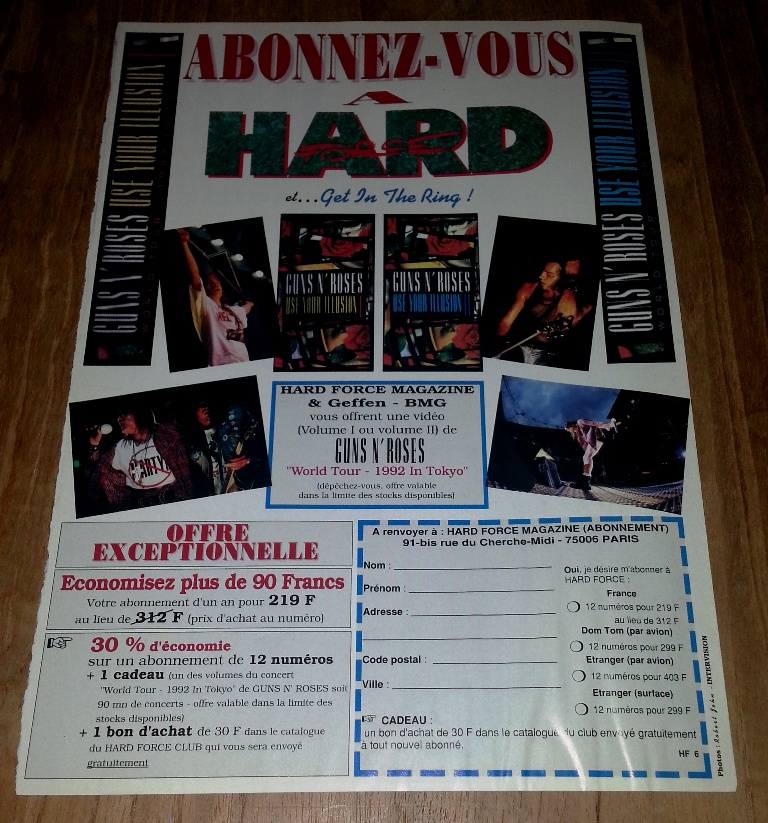 ABONNEZ-VOUS
A
HARD
FORCE
et...Get In The Ring !
GUNS N' ROSES USE YOUR ILLUSION I
WORLD TOUR
GUNS N' ROSES USE YOUR ILLUSION II
WORLD TOUR
GUNS N' ROSES
USE YOUR ILLUSION I
GUNS N' ROSES
USE YOUR ILLUSION II
PARTY
HARD FORCE MAGAZINE
& Geffen - BMG
vous offrent une vidéo
(Volume I ou volume II) de
GUNS N' ROSES
"World Tour - 1992 In Tokyo"
(dépêchez-vous, offre valable
dans la limite des stocks disponibles)
OFFRE
EXCEPTIONNELLE
Economisez plus de 90 Francs
Votre abonnement d'un an pour 219 F
au lieu de 312 F (prix d'achat au numéro)
30 % d'économie
sur un abonnement de 12 numéros
+ 1 cadeau (un des volumes du concert
"World Tour - 1992 In Tokyo" de GUNS N' ROSES soit
90 mn de concerts - offre valable dans la limite des
stocks disponibles)
+ 1 bon d'achat de 30 F dans le catalogue
du HARD FORCE CLUB qui vous sera envoyé
gratuitement
A renvoyer à : HARD FORCE MAGAZINE (ABONNEMENT)
91-bis rue du Cherche-Midi - 75006 PARIS
Nom :
Prénom :
Adresse :
Code postal :
Ville :
Oui, je désire m'abonner à
HARD FORCE :
France
12 numéros pour 219 F
au lieu de 312 F
Dom Tom (par avion)
12 numéros pour 299 F
Etranger (par avion)
12 numéros pour 403 F
Etranger (surface)
12 numéros pour 299 F
CADEAU :
un bon d'achat de 30 F dans le catalogue du club envoyé gratuitement
à tout nouvel abonné.
HF 6
Photos : Robert John - INTERVISION